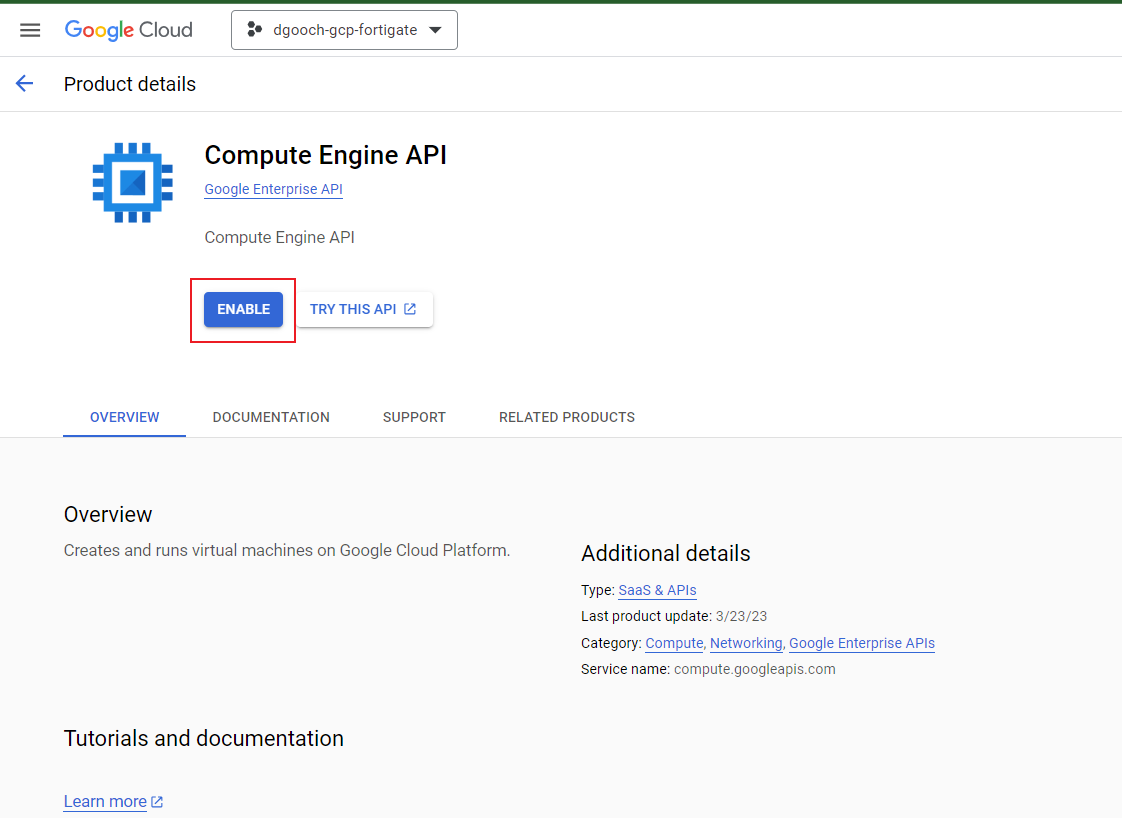 Google Cloud
dgooch-gcp-fortigate
Product details
Compute Engine API
Google Enterprise API
Compute Engine API
ENABLE
TRY THIS API
OVERVIEW
DOCUMENTATION
SUPPORT
RELATED PRODUCTS
Overview
Creates and runs virtual machines on Google Cloud Platform.
Additional details
Type: SaaS & APIs
Last product update: 3/23/23
Category: Compute, Networking, Google Enterprise APIs
Service name: compute.googleapis.com
Tutorials and documentation
Learn more